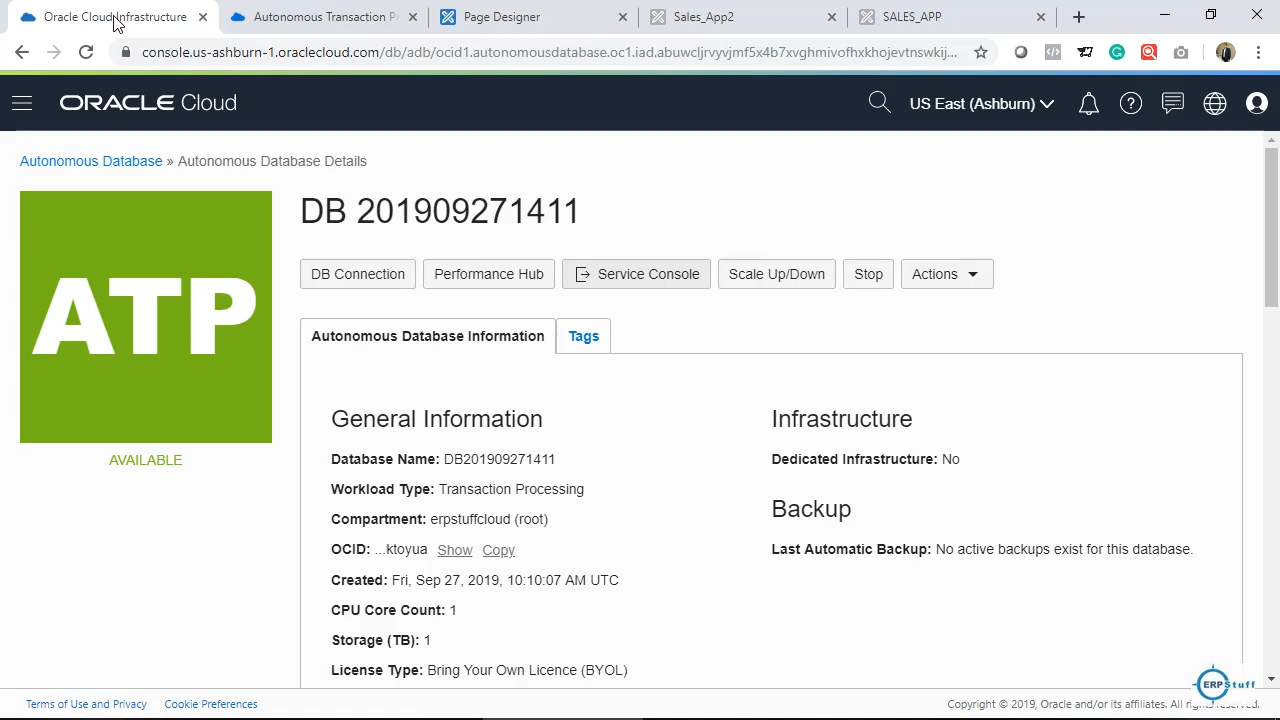 Oracle Cloud Infrastructure
Autonomous Transaction P
Page Designer
Sales_App2
SALES_APP
console.us-ashburn-1.oraclecloud.com/db/adb/ocid1.autonomousdatabase.oc1.iad.abuwcljrvyvjmf5x4b7xvghmivofhxkhojevtnswkij...
ORACLE Cloud
US East (Ashburn)
Autonomous Database » Autonomous Database Details
ATP
AVAILABLE
DB 201909271411
DB Connection
Performance Hub
Service Console
Scale Up/Down
Stop
Actions
Autonomous Database Information
Tags
General Information
Database Name: DB201909271411
Workload Type: Transaction Processing
Compartment: erpstuffcloud (root)
OCID: ...ktoyua Show Copy
Created: Fri, Sep 27, 2019, 10:10:07 AM UTC
CPU Core Count: 1
Storage (TB): 1
License Type: Bring Your Own Licence (BYOL)
Infrastructure
Dedicated Infrastructure: No
Backup
Last Automatic Backup: No active backups exist for this database.
ERPStuff
Terms of Use and Privacy
Cookie Preferences
Copyright © 2019, Oracle and/or its affiliates. All rights reserved.